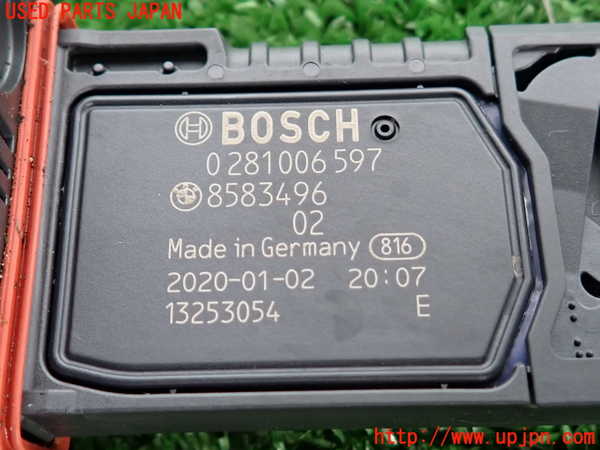 USED PARTS JAPAN
BOSCH
0 281 006 597
8583496
02
Made in Germany 816
2020-01-02 20:07
13253054 E
http://www.upjpn.com/